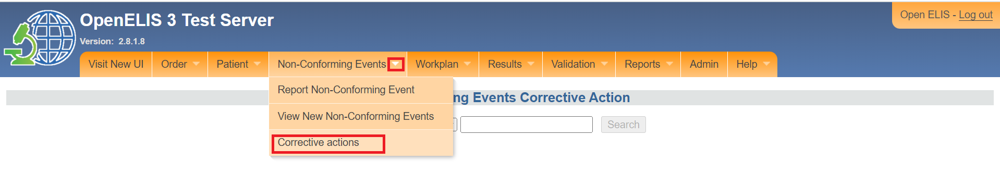 OpenELIS 3 Test Server
Open ELIS - Log out
Version: 2.8.1.8
Visit New UI Order Patient Non-Conforming Events Workplan Results Validation Reports Admin Help
Report Non-Conforming Event
ng Events Corrective Action
View New Non-Conforming Events
Search
Corrective actions